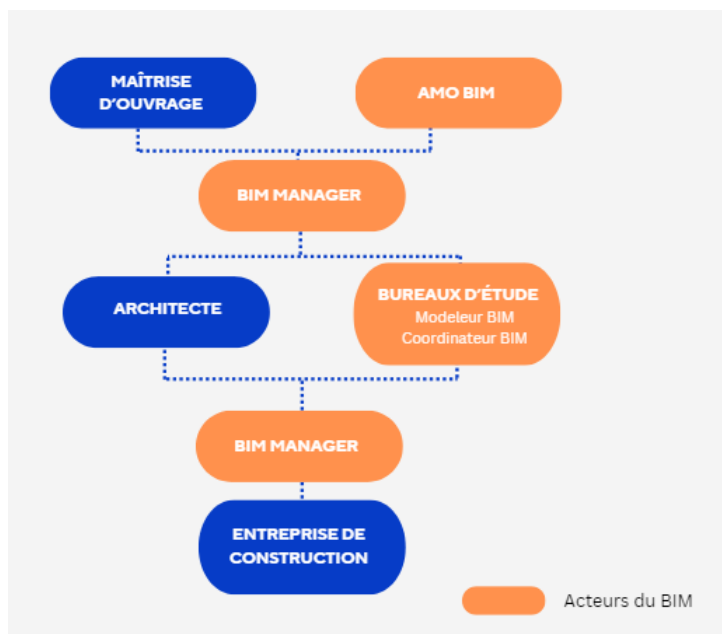 MAÎTRISE
D'OUVRAGE
AMO BIM
BIM MANAGER
ARCHITECTE
BUREAUX D'ÉTUDE
Modeleur BIM
Coordinateur BIM
BIM MANAGER
ENTREPRISE DE
CONSTRUCTION
Acteurs du BIM